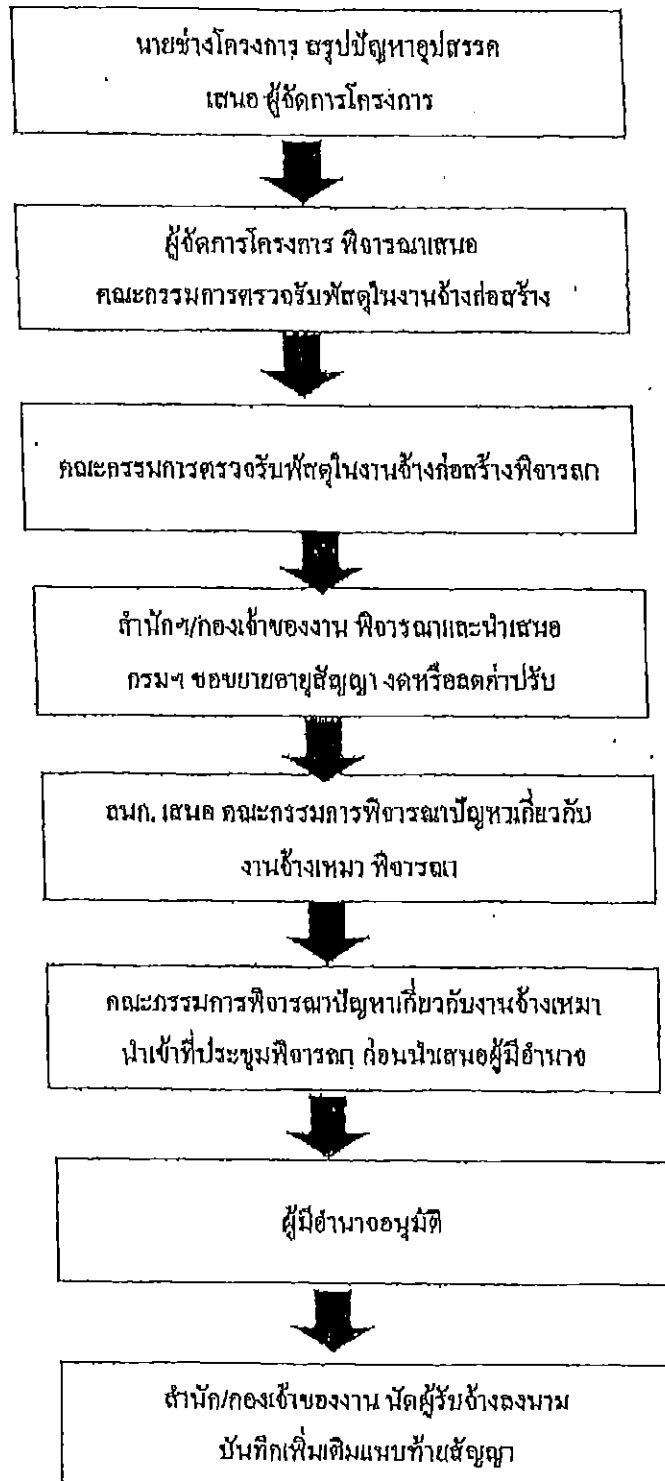 นายช่างโครงการ สรุปปัญหาอุปสรรค
เสนอ ผู้จัดการโครงการ
ผู้จัดการโครงการ พิจารณาเสนอ
คณะกรรมการตรวจรับพัสดุในงานจ้างก่อสร้าง
คณะกรรมการตรวจรับพัสดุในงานจ้างก่อสร้างพิจารณา
สำนักฯ/กองเจ้าของงาน พิจารณาและนำเสนอ
กรมฯ ขอขยายอายุสัญญา งดหรือลดค่าปรับ
สนก. เสนอ คณะกรรมการพิจารณาปัญหาเกี่ยวกับ
งานจ้างเหมา พิจารณา
คณะกรรมการพิจารณาปัญหาเกี่ยวกับงานจ้างเหมา
นำเข้าที่ประชุมพิจารณา ก่อนนำเสนอผู้มีอำนาจ
ผู้มีอำนาจอนุมัติ
สำนัก/กองเจ้าของงาน นัดผู้รับจ้างลงนาม
บันทึกเพิ่มเติมแนบท้ายสัญญา